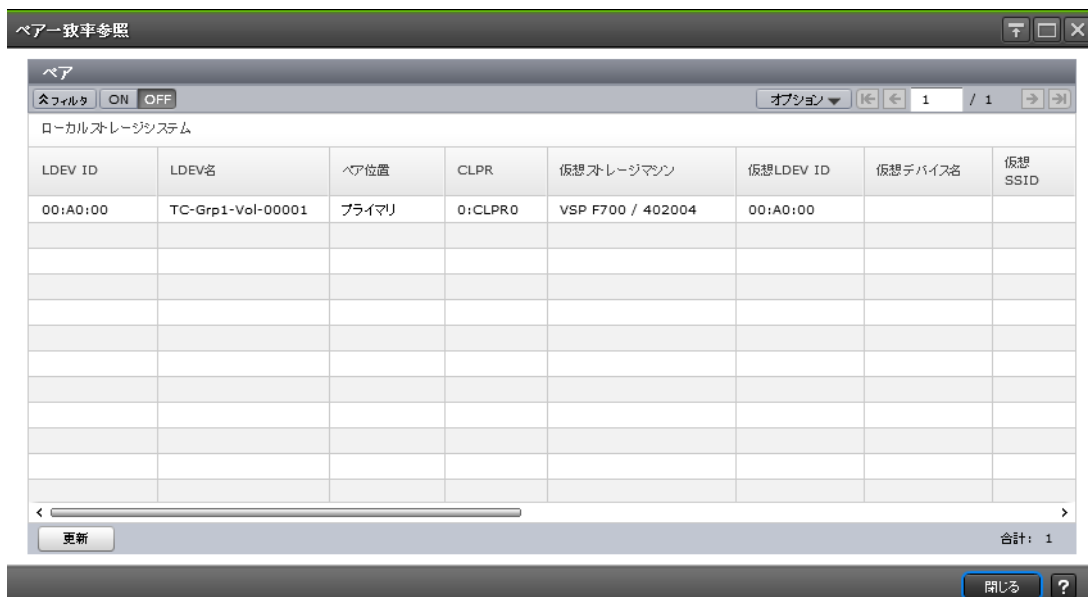 ペア一致率参照
ペア
フィルタ ON OFF オプション 1 / 1
ローカルストレージシステム
LDEV ID LDEV名 ペア位置 CLPR 仮想ストレージマシン 仮想LDEV ID 仮想デバイス名 仮想
SSID
00:A0:00 TC-Grp1-Vol-00001 プライマリ 0:CLPR0 VSP F700 / 402004 00:A0:00
更新 合計: 1
閉じる ?